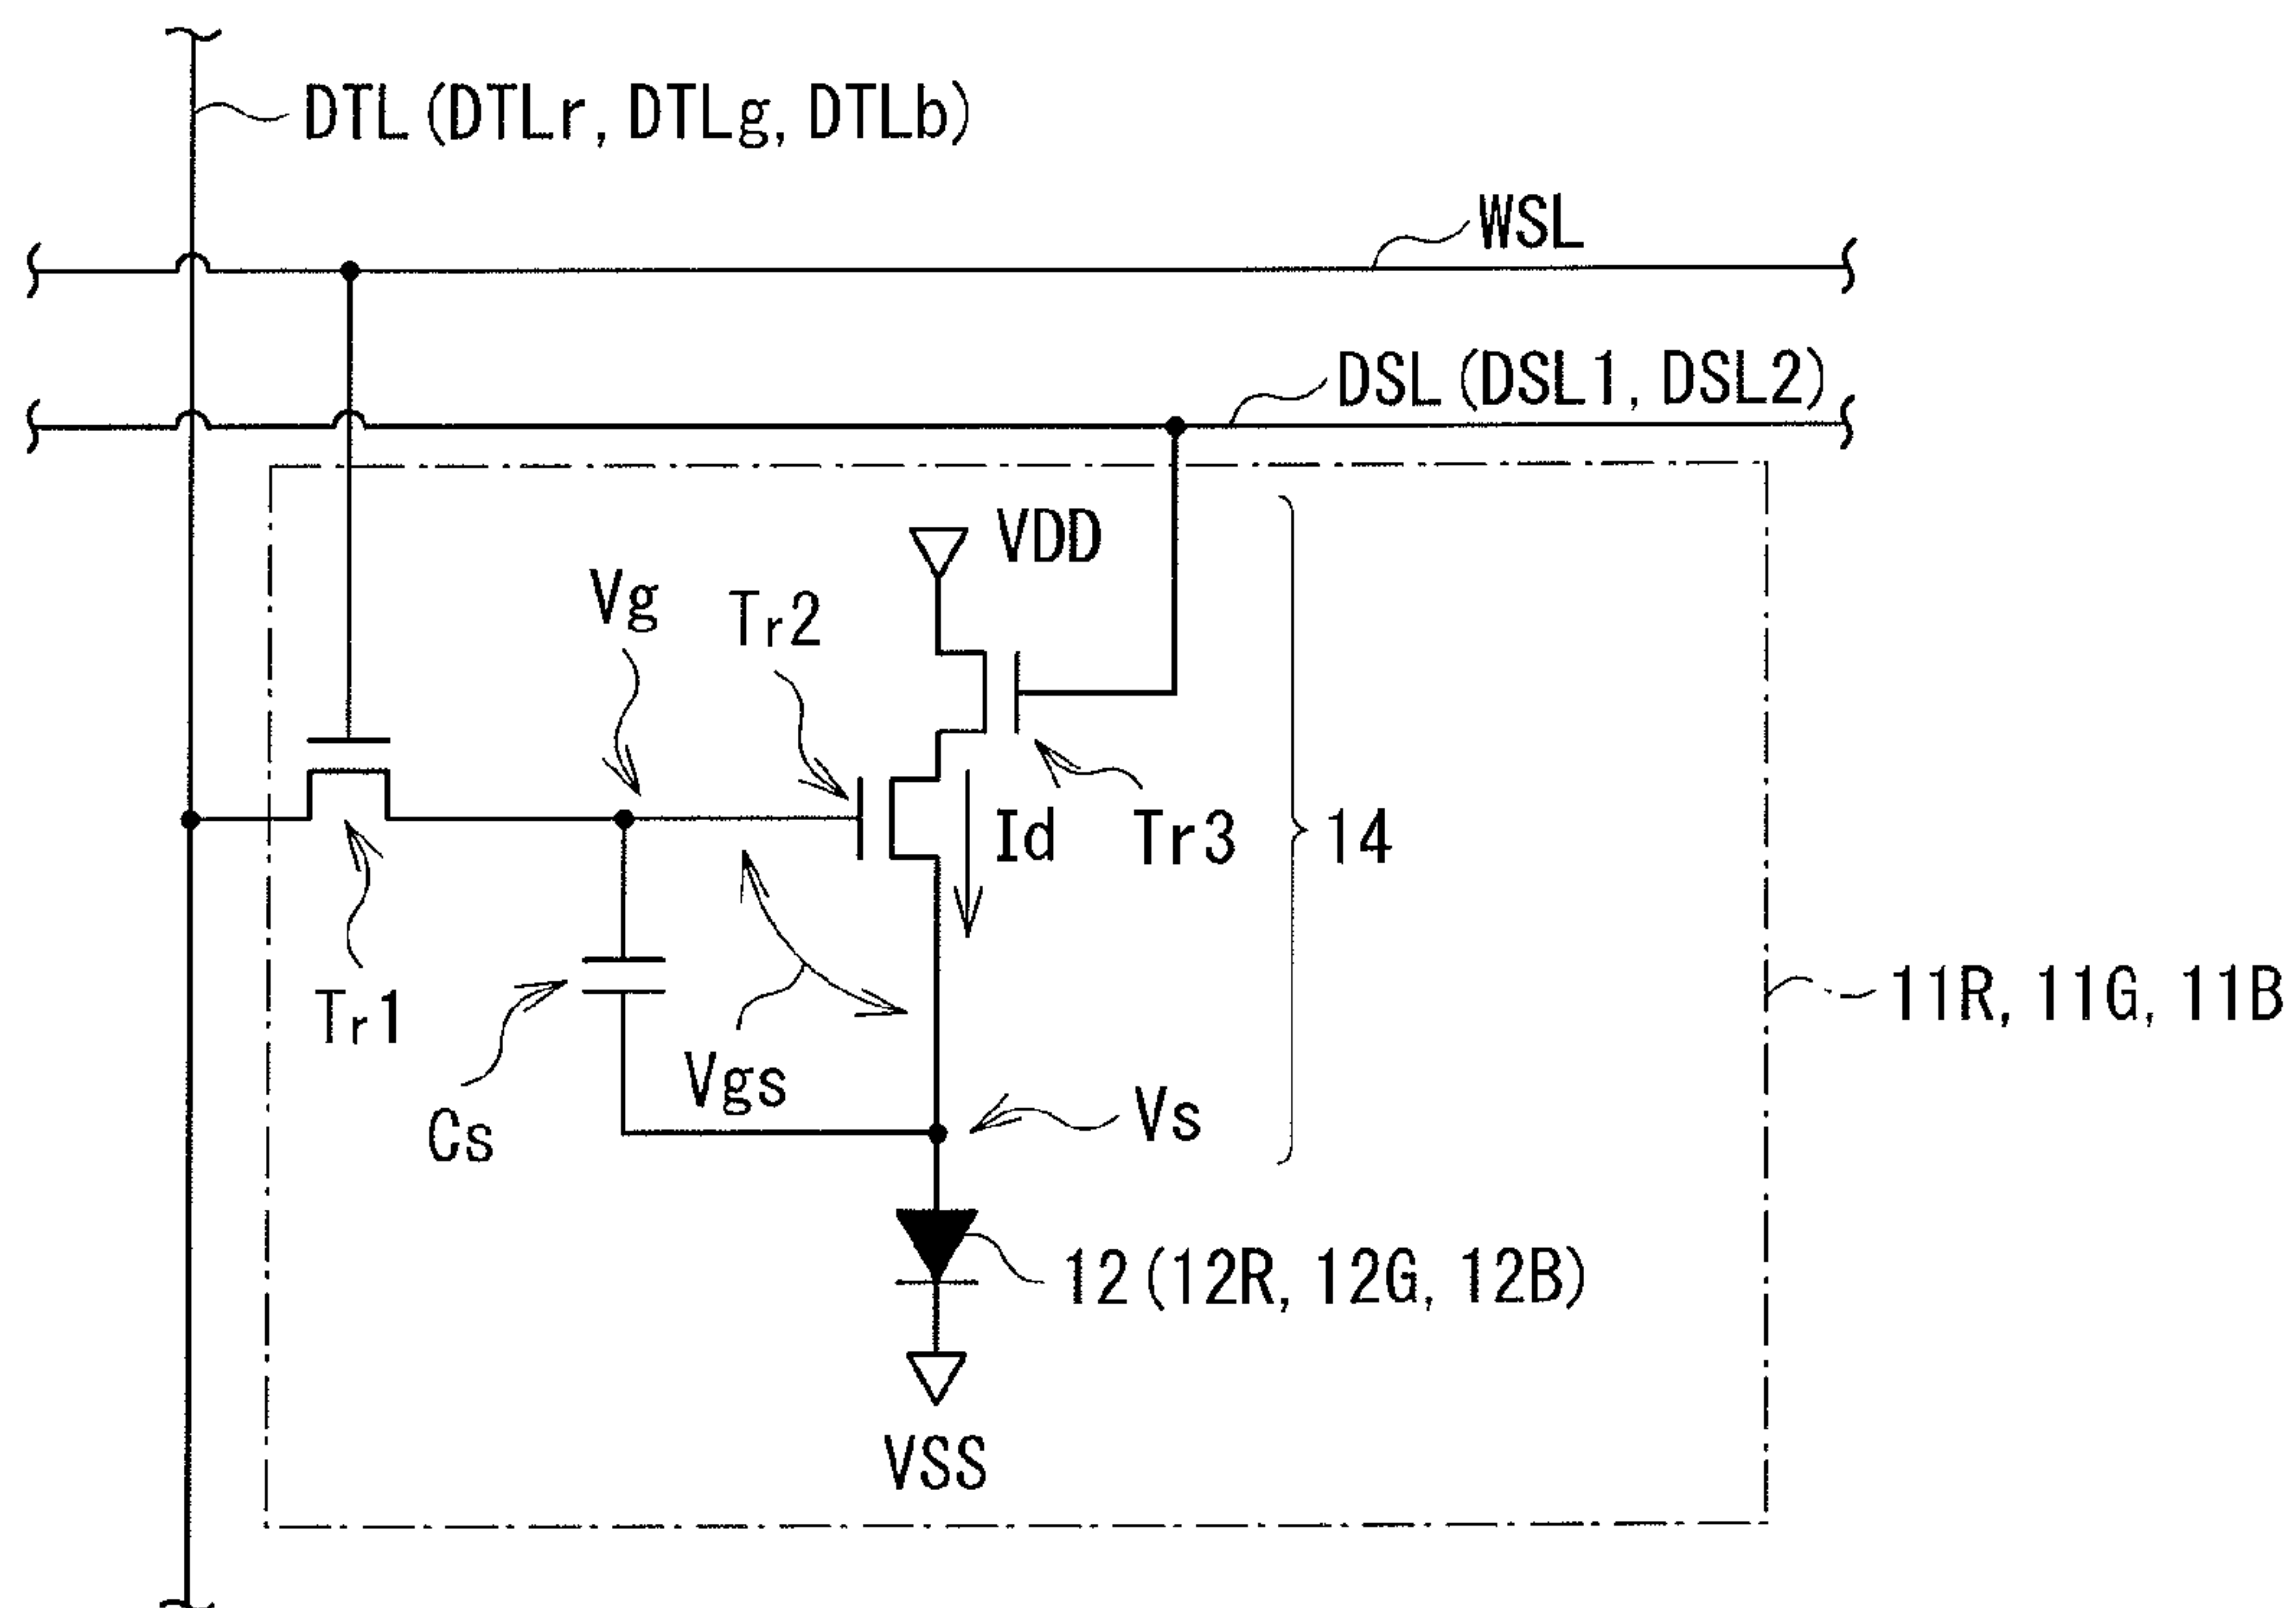 DTL (DTLr, DTLg, DTLb)
WSL
DSL (DSL1, DSL2)
VDD
Vg
Tr2
Id
Tr3
14
11R, 11G, 11B
Tr1
Vgs
Vs
Cs
12 (12R, 12G, 12B)
VSS